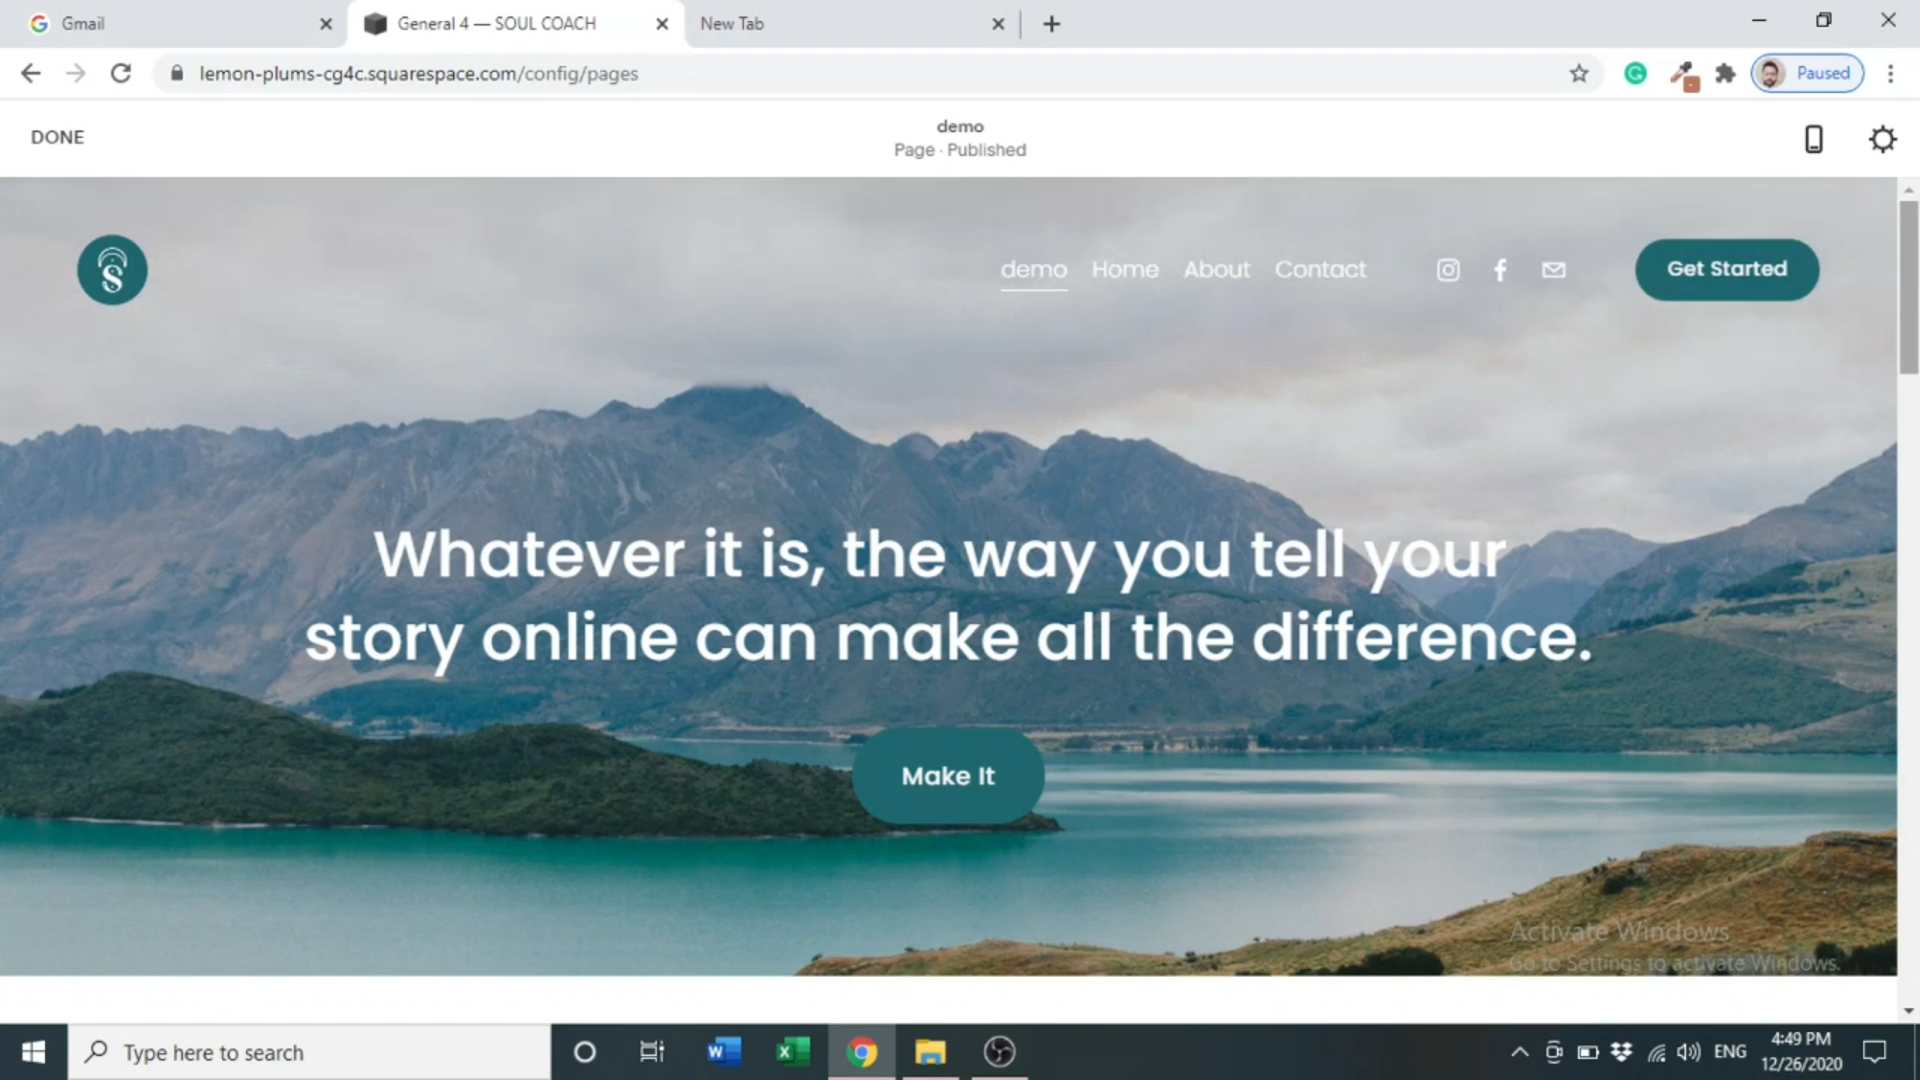 Gmail
General 4 — SOUL COACH
New Tab
lemon-plums-cg4c.squarespace.com/config/pages
Paused
DONE
demo
Page · Published
S
demo Home About Contact
Get Started
Whatever it is, the way you tell your
story online can make all the difference.
Make It
Activate Windows
Go to Settings to activate Windows.
Type here to search
ENG
4:49 PM
12/26/2020